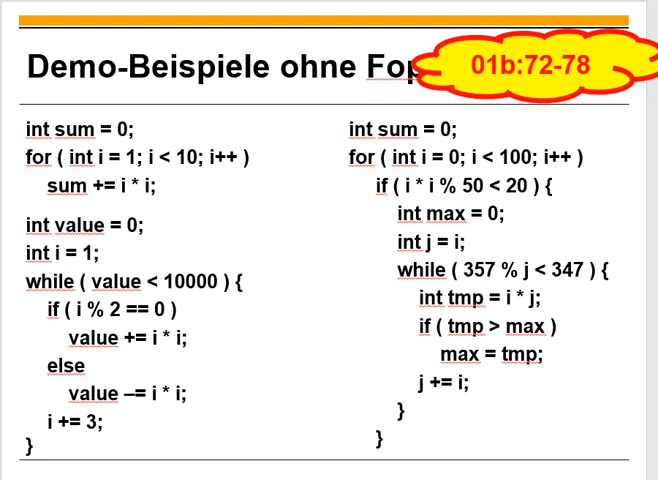 Demo-Beispiele ohne Fop
01b:72-78
int sum = 0;
for ( int i = 1; i < 10; i++ )
sum += i * i;
int value = 0;
int i = 1;
while ( value < 10000 ) {
if ( i % 2 == 0 )
value += i * i;
else
value –= i * i;
i += 3;
}
int sum = 0;
for ( int i = 0; i < 100; i++ )
if ( i * i % 50 < 20 ) {
int max = 0;
int j = i;
while ( 357 % j < 347 ) {
int tmp = i * j;
if ( tmp > max )
max = tmp;
j += i;
}
}